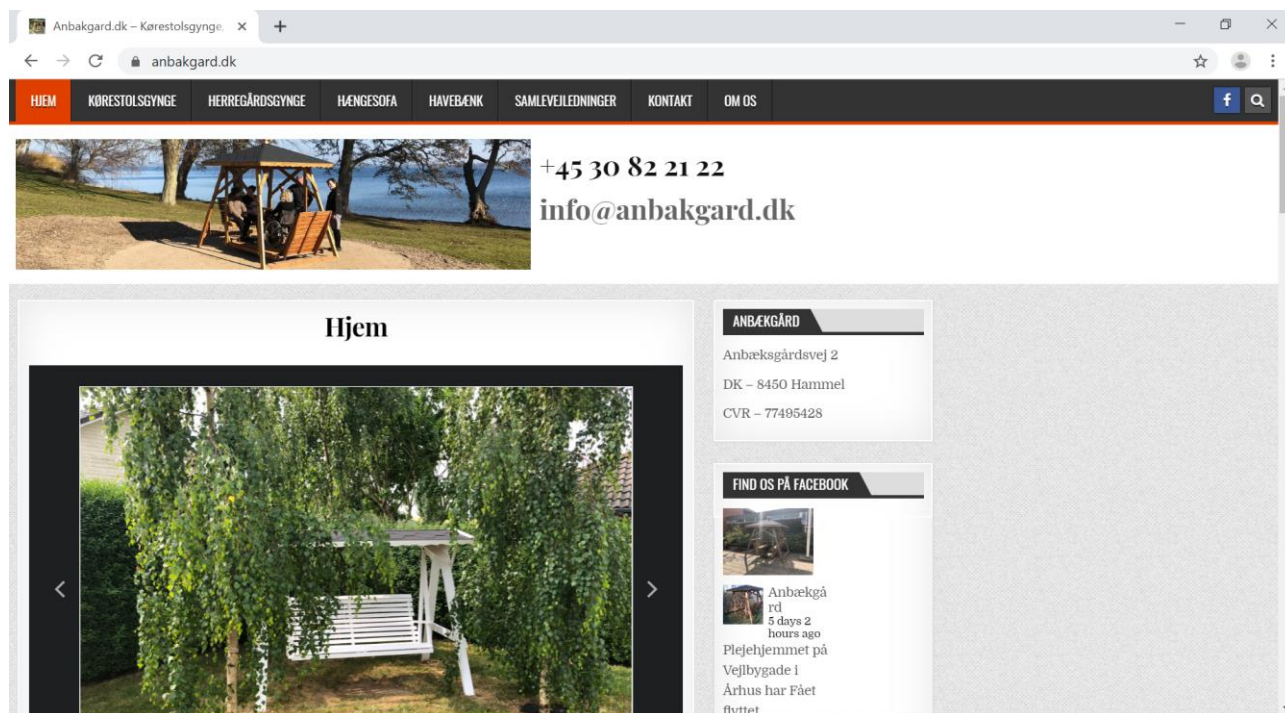 Anbakgard.dk – Kørestolsgynge,
anbakgard.dk
HJEM KØRESTOLSGYNGE HERREGÅRDSGYNGE HÆNGESOFA HAVEBÆNK SAMLEVEJLEDNINGER KONTAKT OM OS
+45 30 82 21 22
info@anbakgard.dk
Hjem
ANBÆKGÅRD
Anbæksgårdsvej 2
DK – 8450 Hammel
CVR – 77495428
FIND OS PÅ FACEBOOK
Anbækgå
rd
5 days 2
hours ago
Plejehjemmet på
Vejlbygade i
Århus har Fået
flyttet